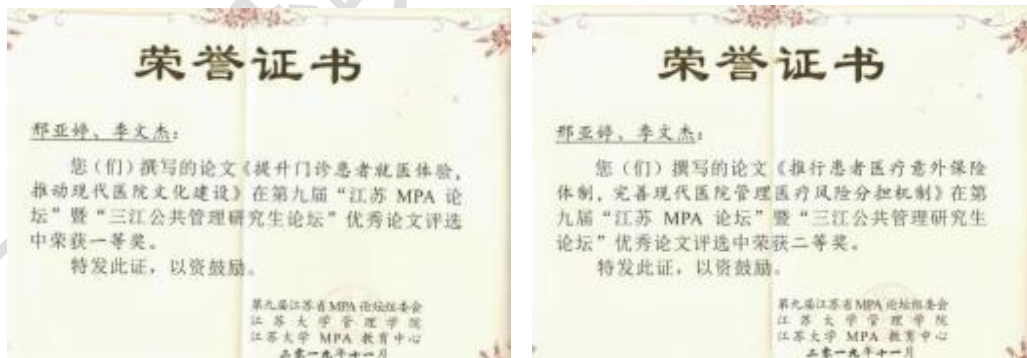 荣誉证书
邢亚婷、李文杰：
您（们）撰写的论文《提升门诊患者就医体验，
推动现代医院文化建设》在第九届“江苏 MPA 论
坛”暨“三江公共管理研究生论坛”优秀论文评选
中荣获一等奖。
特发此证，以资鼓励。
第九届江苏省MPA论坛组委会
江苏大学管理学院
江苏大学 MPA 教育中心
二零一九年十一月
荣誉证书
邢亚婷、李文杰：
您（们）撰写的论文《推行患者医疗意外保险
体制，完善现代医院管理医疗风险分担机制》在第
九届“江苏 MPA 论坛”暨“三江公共管理研究生
论坛”优秀论文评选中荣获二等奖。
特发此证，以资鼓励。
第九届江苏省MPA论坛组委会
江苏大学管理学院
江苏大学 MPA 教育中心
二零一九年十一月